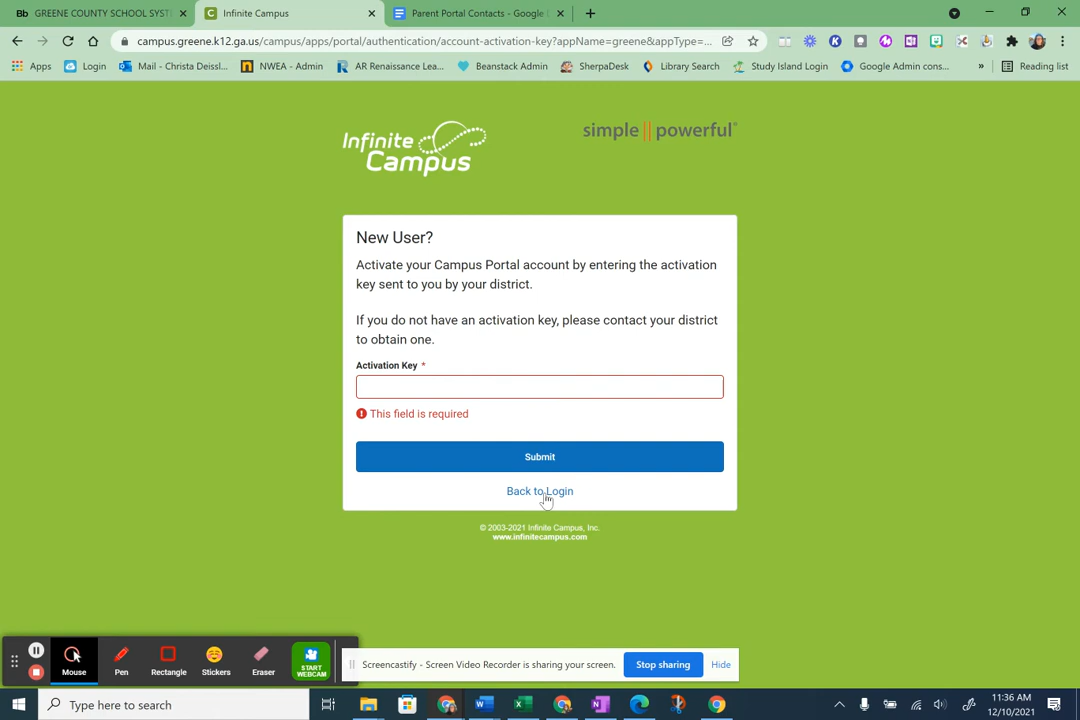 Bb GREENE COUNTY SCHOOL SYST
C Infinite Campus
Parent Portal Contacts - Google
campus.greene.k12.ga.us/campus/apps/portal/authentication/account-activation-key?appName=greene&appType=...
Apps
Login
Mail - Christa Deissl...
NWEA - Admin
AR Renaissance Lea...
Beanstack Admin
SherpaDesk
Library Search
Study Island Login
Google Admin cons...
»
Reading list
Infinite Campus
simple || powerful
New User?
Activate your Campus Portal account by entering the activation
key sent to you by your district.
If you do not have an activation key, please contact your district
to obtain one.
Activation Key *
This field is required
Submit
Back to Login
© 2003-2021 Infinite Campus, Inc.
www.infinitecampus.com
Mouse
Pen
Rectangle
Stickers
Eraser
START
WEBCAM
Screencastify - Screen Video Recorder is sharing your screen.
Stop sharing
Hide
Type here to search
11:36 AM
12/10/2021